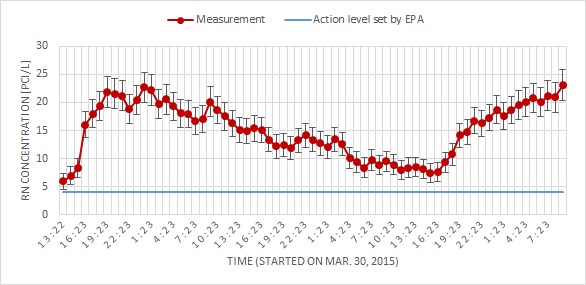 Measurement Action level set by EPA
30
25
20
15
10
5
0
RN CONCENTRATION [PCI/L]
13:22 16:23 19:23 22:23 1:23 4:23 7:23 10:23 13:23 16:23 19:23 22:23 1:23 4:23 7:23 10:23 13:23 16:23 19:23 22:23 1:23 4:23 7:23
TIME (STARTED ON MAR. 30, 2015)